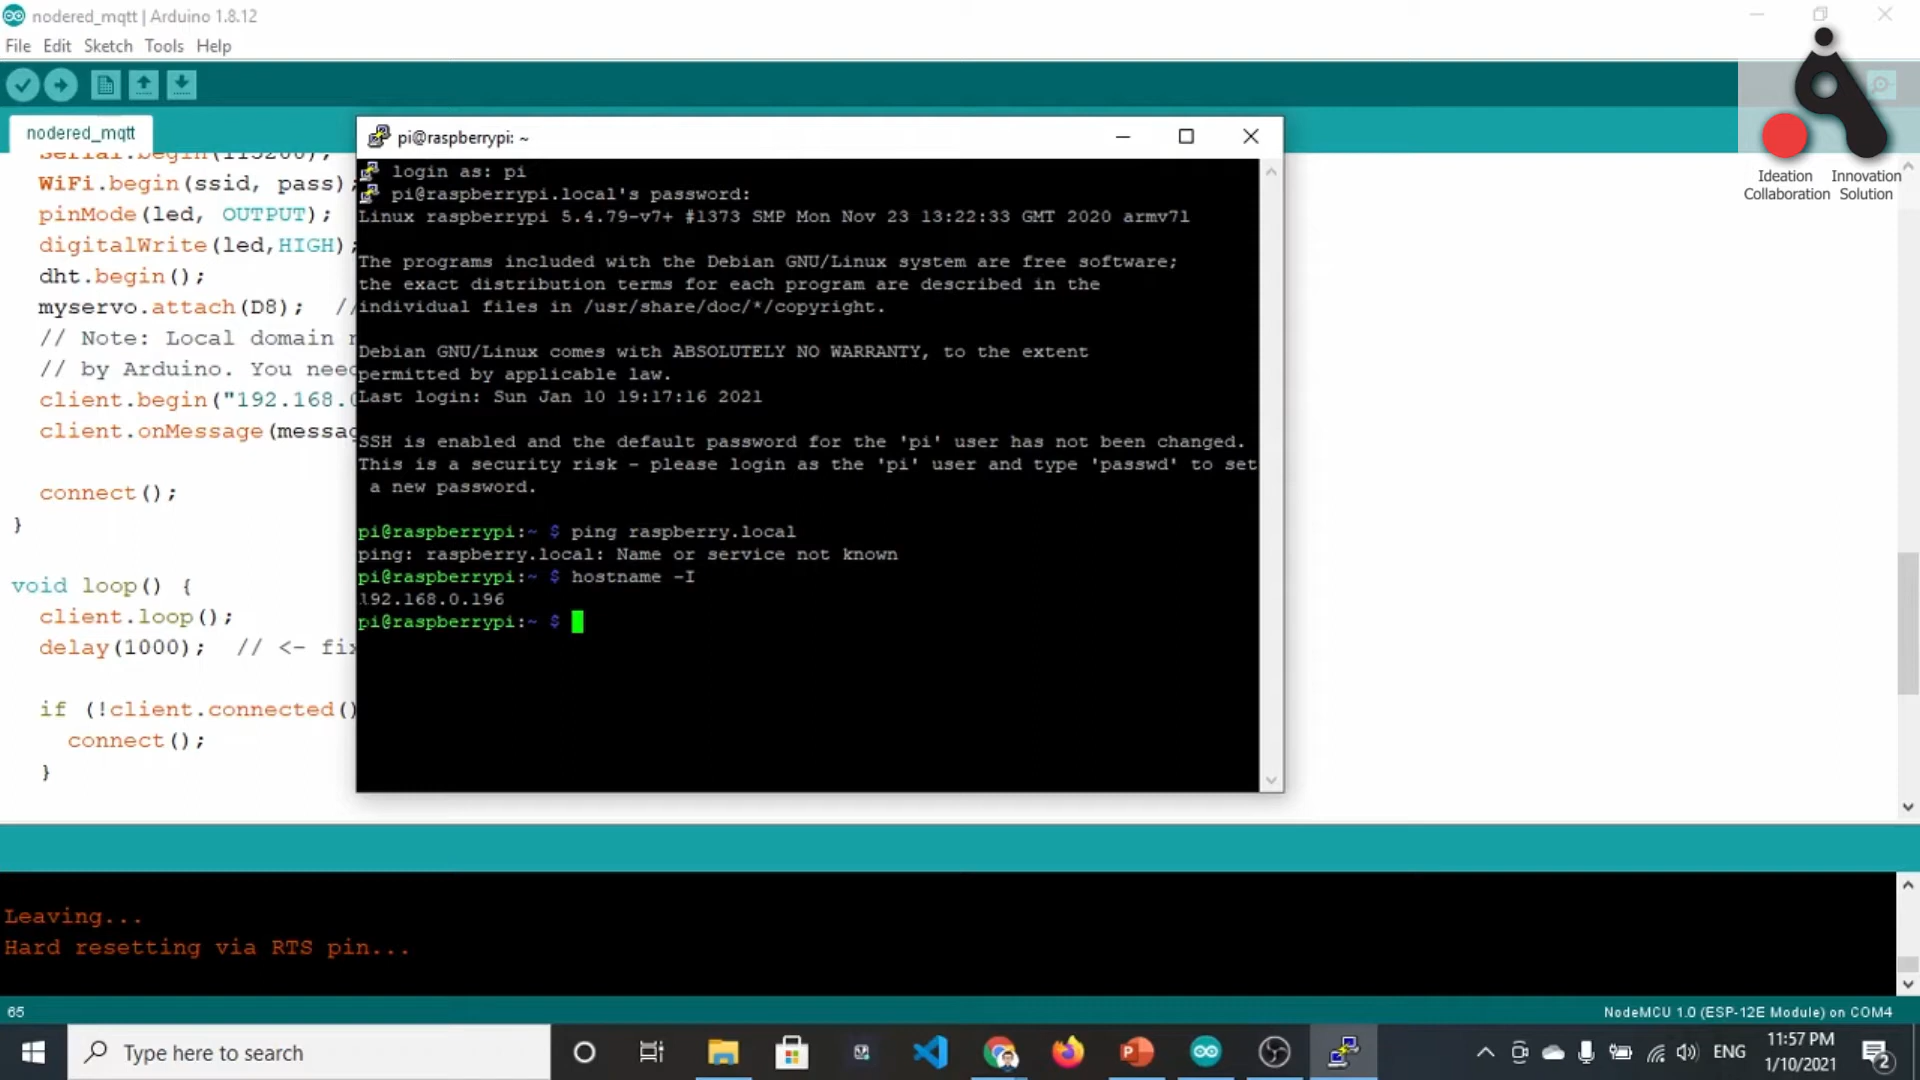 nodered_mqtt | Arduino 1.8.12
File Edit Sketch Tools Help
nodered_mqtt
Serial.begin(115200);
WiFi.begin(ssid, pass);
pinMode(led, OUTPUT);
digitalWrite(led,HIGH);
dht.begin();
myservo.attach(D8); //
// Note: Local domain
// by Arduino. You need
client.begin("192.168.0
client.onMessage(messag
connect();
}
void loop() {
client.loop();
delay(1000); // <- fix
if (!client.connected()
connect();
}
pi@raspberrypi: ~
login as: pi
pi@raspberrypi.local's password:
Linux raspberrypi 5.4.79-v7+ #1373 SMP Mon Nov 23 13:22:33 GMT 2020 armv7l
The programs included with the Debian GNU/Linux system are free software;
the exact distribution terms for each program are described in the
individual files in /usr/share/doc/*/copyright.
Debian GNU/Linux comes with ABSOLUTELY NO WARRANTY, to the extent
permitted by applicable law.
Last login: Sun Jan 10 19:17:16 2021
SSH is enabled and the default password for the 'pi' user has not been changed.
This is a security risk - please login as the 'pi' user and type 'passwd' to set
a new password.
pi@raspberrypi:~ $ ping raspberry.local
ping: raspberry.local: Name or service not known
pi@raspberrypi:~ $ hostname -I
192.168.0.196
pi@raspberrypi:~ $
Ideation Innovation
Collaboration Solution
Leaving...
Hard resetting via RTS pin...
65
NodeMCU 1.0 (ESP-12E Module) on COM4
Type here to search
ENG
11:57 PM
1/10/2021
2